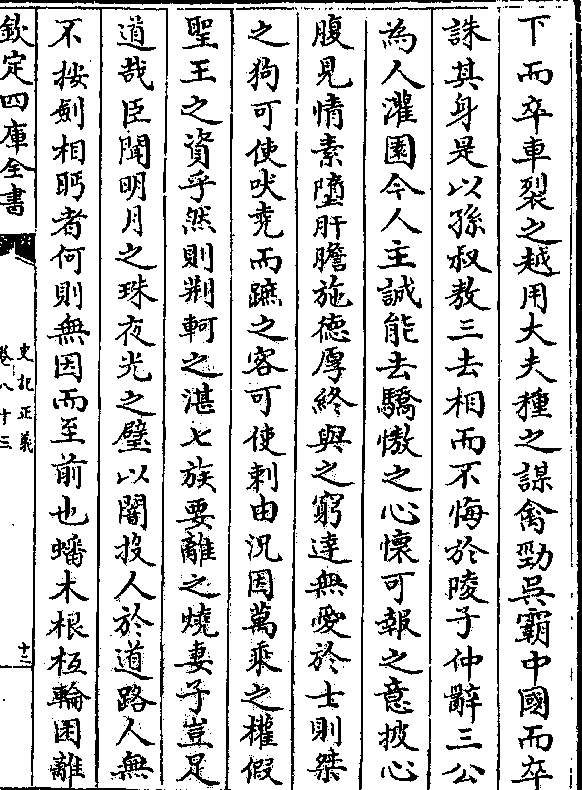 下而卒車裂之越用大夫種之謀禽勁吳霸中國而卒
誅其身是以孫叔敖三去相而不悔於陵子仲辭三公
為人灌園今人主誠能去驕慠之心懷可報之意披心
腹見情素墮肝膽施德厚終與之窮達無愛於士則桀
之狗可使吠堯而蹠之客可使刺由況因萬乘之權假
聖王之資乎然則荆軻之湛七族要離之燒妻子豈足
道哉臣聞明月之珠夜光之璧以闇投人於道路人無
不按劍相眄者何則無因而至前也蟠木根柢輪囷離
欽定四庫全書
史記正義
卷八十三
十二